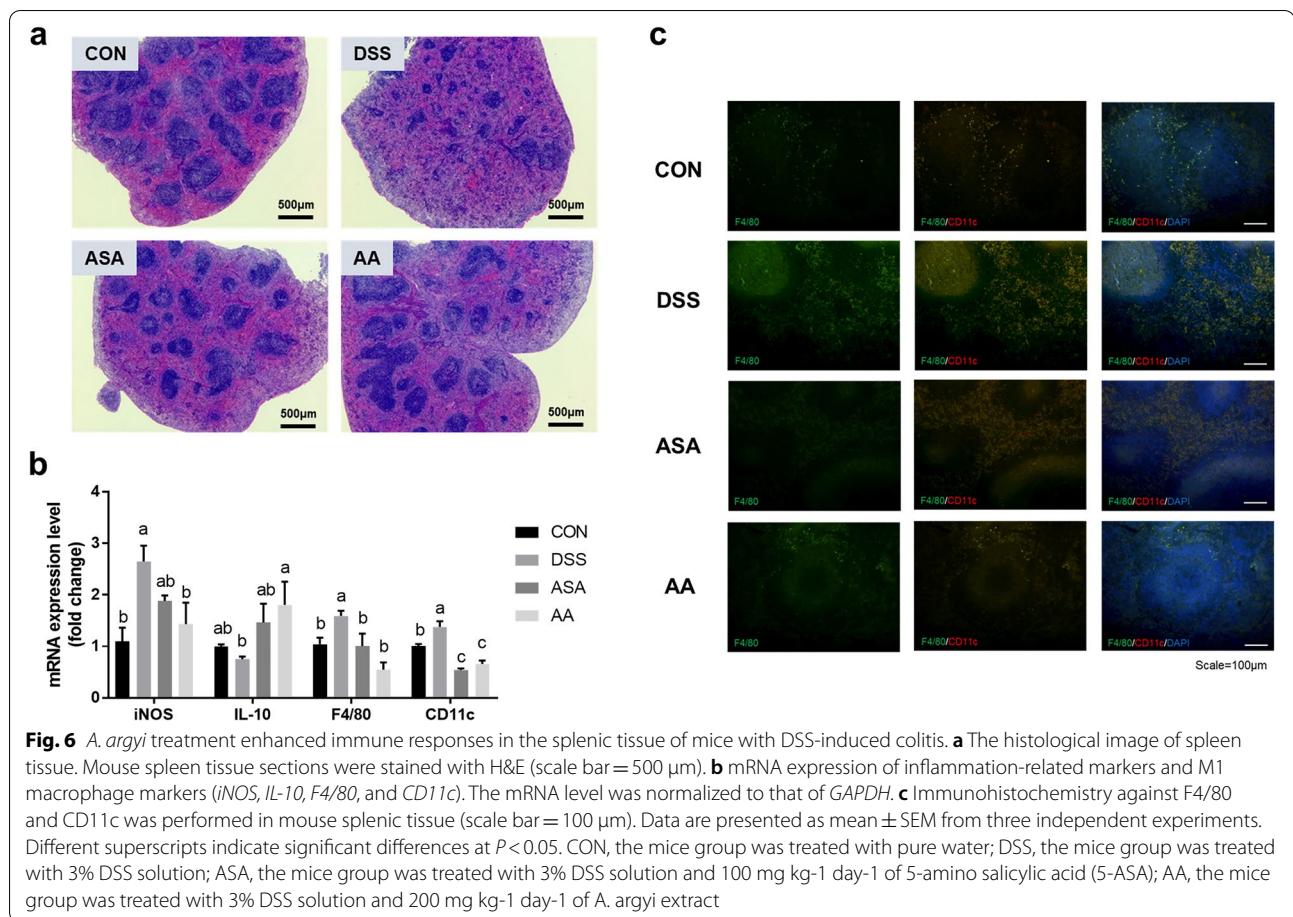 a
CON
DSS
500µm
500µm
ASA
AA
500µm
500µm
b
mRNA expression level
(fold change)
4
3
2
1
0
b
a
ab
b
ab
b
ab
a
b
a
b
b
b
a
c
c
iNOS
IL-10
F4/80
CD11c
CON
DSS
ASA
AA
c
CON
F4/80
F4/80/CD11c
F4/80/CD11c/DAPI
DSS
F4/80
F4/80/CD11c
F4/80/CD11c/DAPI
ASA
F4/80
F4/80/CD11c
F4/80/CD11c/DAPI
AA
F4/80
F4/80/CD11c
F4/80/CD11c/DAPI
Scale=100µm
Fig. 6 A. argyi treatment enhanced immune responses in the splenic tissue of mice with DSS-induced colitis. a The histological image of spleen
tissue. Mouse spleen tissue sections were stained with H&E (scale bar = 500 µm). b mRNA expression of inflammation-related markers and M1
macrophage markers (iNOS, IL-10, F4/80, and CD11c). The mRNA level was normalized to that of GAPDH. c Immunohistochemistry against F4/80
and CD11c was performed in mouse splenic tissue (scale bar = 100 µm). Data are presented as mean ± SEM from three independent experiments.
Different superscripts indicate significant differences at P < 0.05. CON, the mice group was treated with pure water; DSS, the mice group was treated
with 3% DSS solution; ASA, the mice group was treated with 3% DSS solution and 100 mg kg-1 day-1 of 5-amino salicylic acid (5-ASA); AA, the mice
group was treated with 3% DSS solution and 200 mg kg-1 day-1 of A. argyi extract